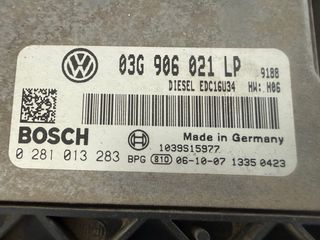 03G 906 021 LP 9188
DIESEL EDC16U34 HW: H06
BOSCH
Made in Germany
1039S15977
0 281 013 283 BPG 810 06-10-07 1335 0423